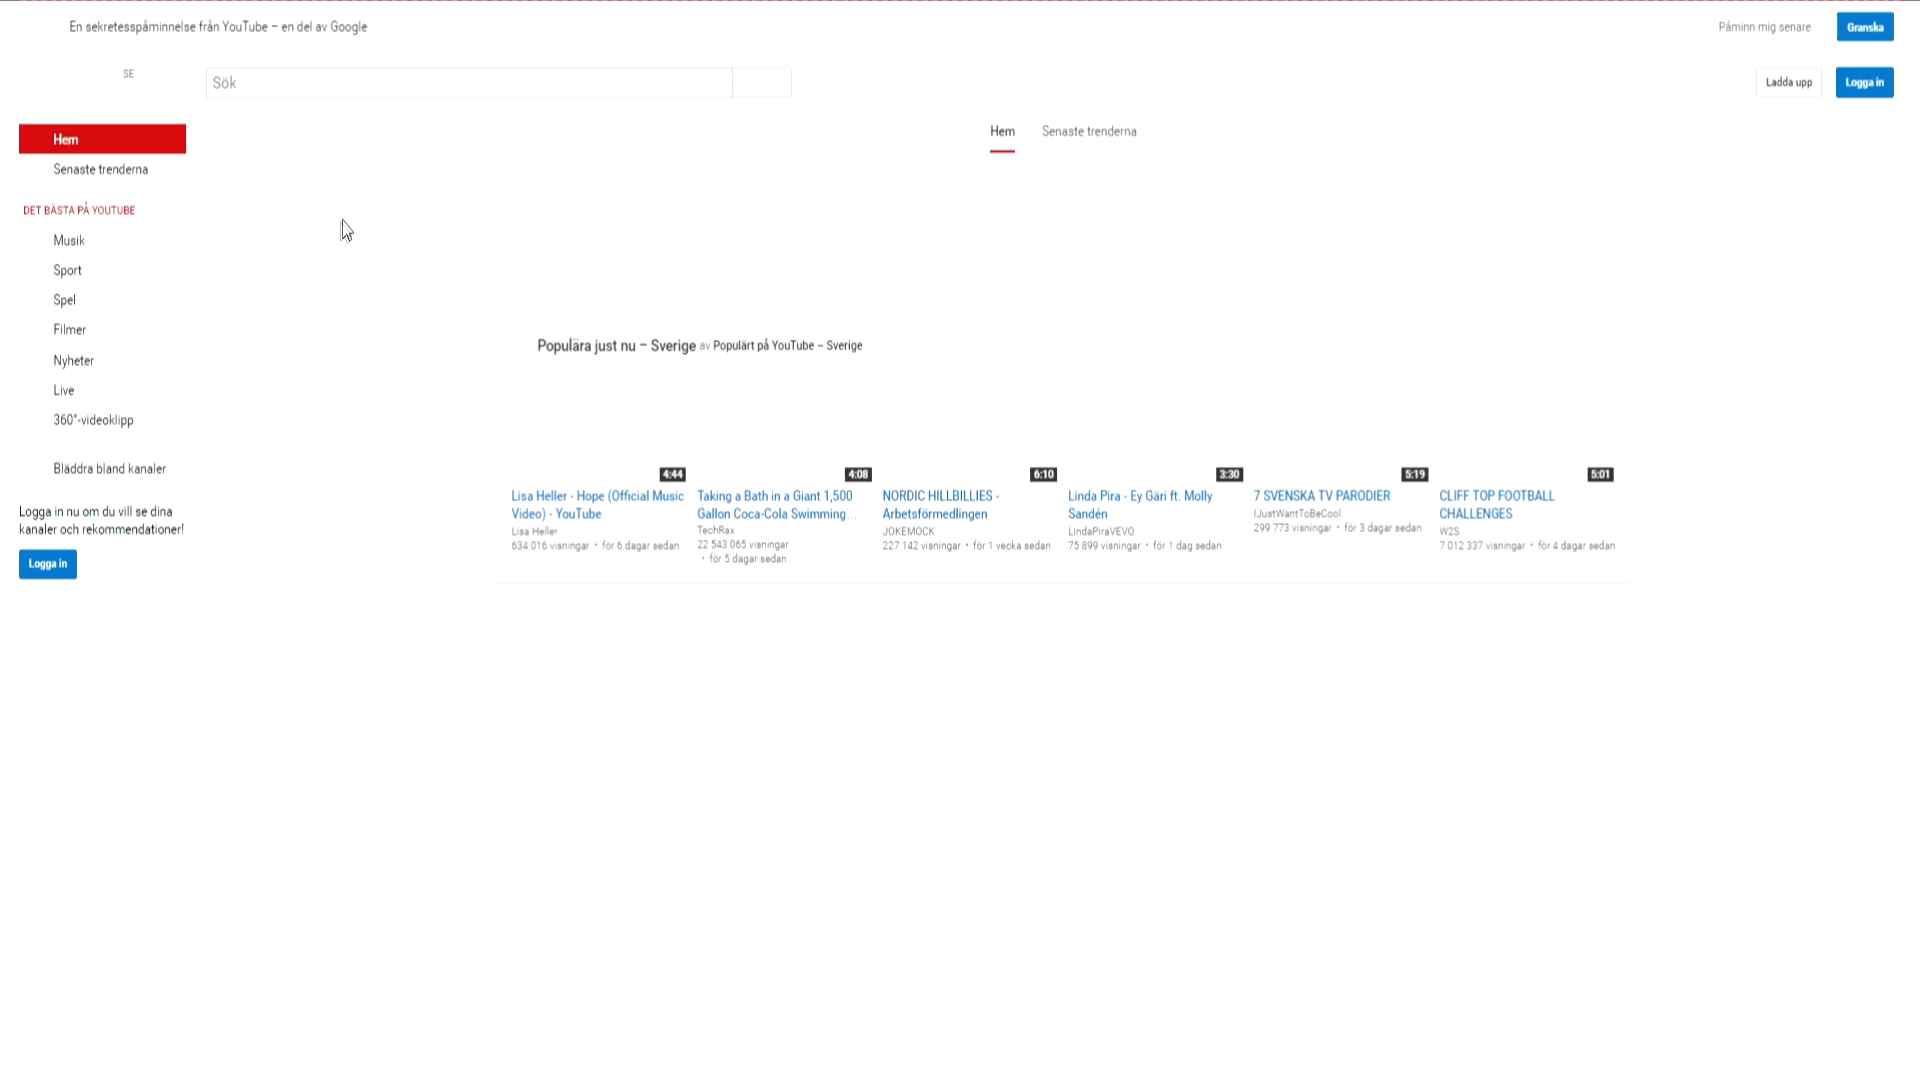 En sekretesspåminnelse från YouTube – en del av Google
Påminn mig senare
Granska
SE
Sök
Ladda upp
Logga in
Hem
Senaste trenderna
Hem
Senaste trenderna
DET BÄSTA PÅ YOUTUBE
Musik
Sport
Spel
Filmer
Nyheter
Live
360°-videoklipp
Bläddra bland kanaler
Logga in nu om du vill se dina
kanaler och rekommendationer!
Logga in
Populära just nu – Sverige av Populärt på YouTube – Sverige
4:44
Lisa Heller - Hope (Official Music
Video) - YouTube
Lisa Heller
634 016 visningar • för 6 dagar sedan
4:08
Taking a Bath in a Giant 1,500
Gallon Coca-Cola Swimming...
TechRax
22 543 065 visningar
• för 5 dagar sedan
6:10
NORDIC HILLBILLIES -
Arbetsförmedlingen
JOKEMOCK
227 142 visningar • för 1 vecka sedan
3:30
Linda Pira - Ey Gäri ft. Molly
Sandén
LindaPiraVEVO
75 899 visningar • för 1 dag sedan
5:19
7 SVENSKA TV PARODIER
IJustWantToBeCool
299 773 visningar • för 3 dagar sedan
5:01
CLIFF TOP FOOTBALL
CHALLENGES
W2S
7 012 337 visningar • för 4 dagar sedan